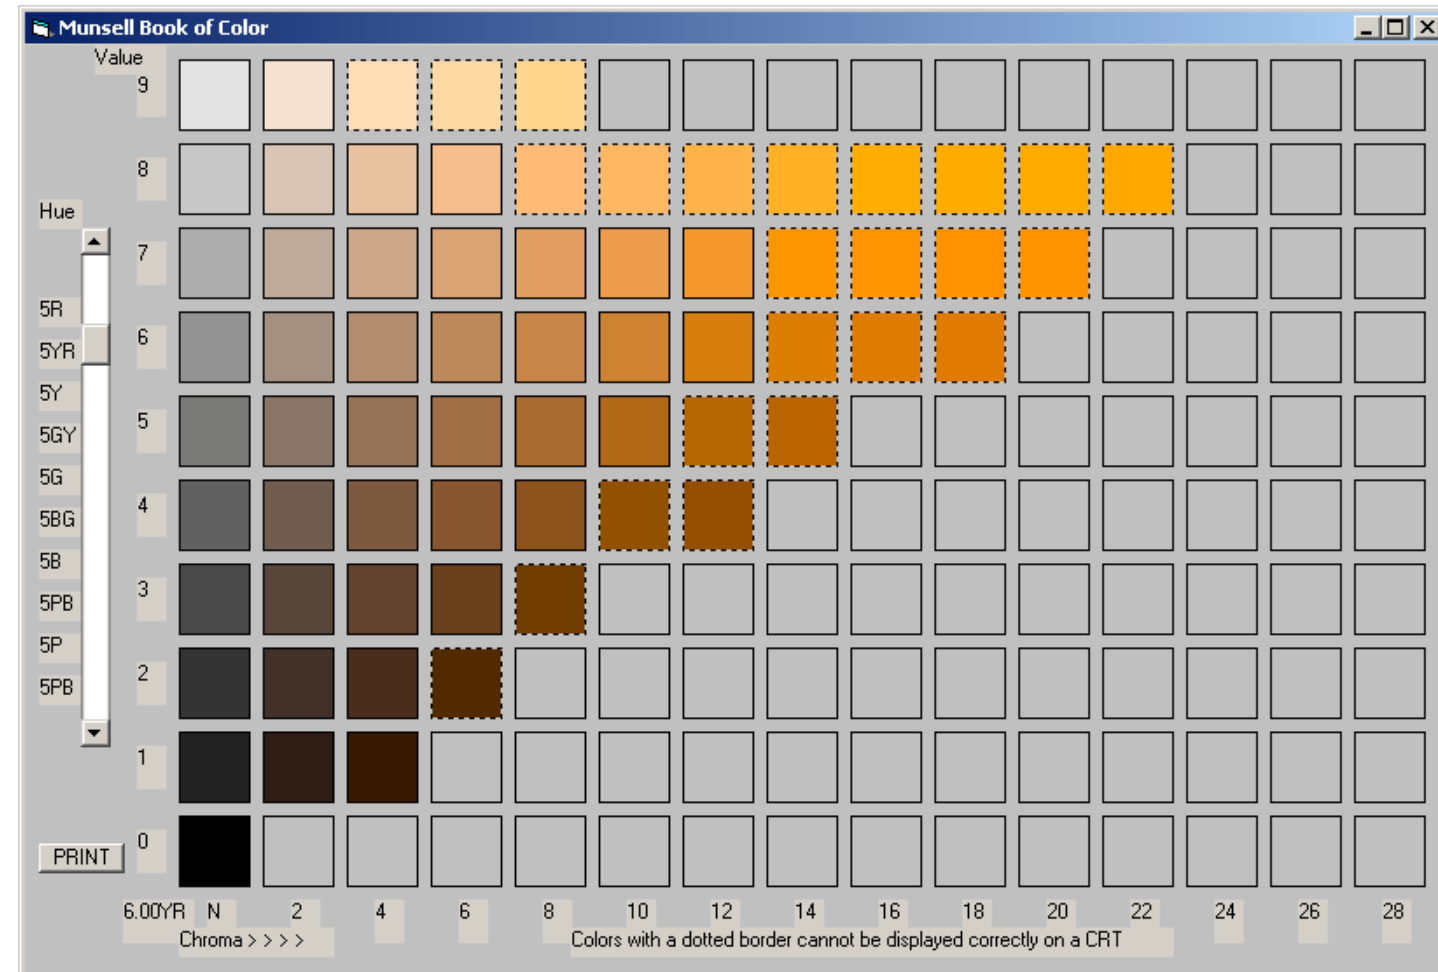 Munsell Book of Color
Value
9
8
Hue
7
5R
6
5YR
5Y
5
5GY
5G
4
5BG
5B
3
5PB
5P
2
5PB
1
0
PRINT
6.00YR N 2 4 6 8 10 12 14 16 18 20 22 24 26 28
Chroma > > > >
Colors with a dotted border cannot be displayed correctly on a CRT